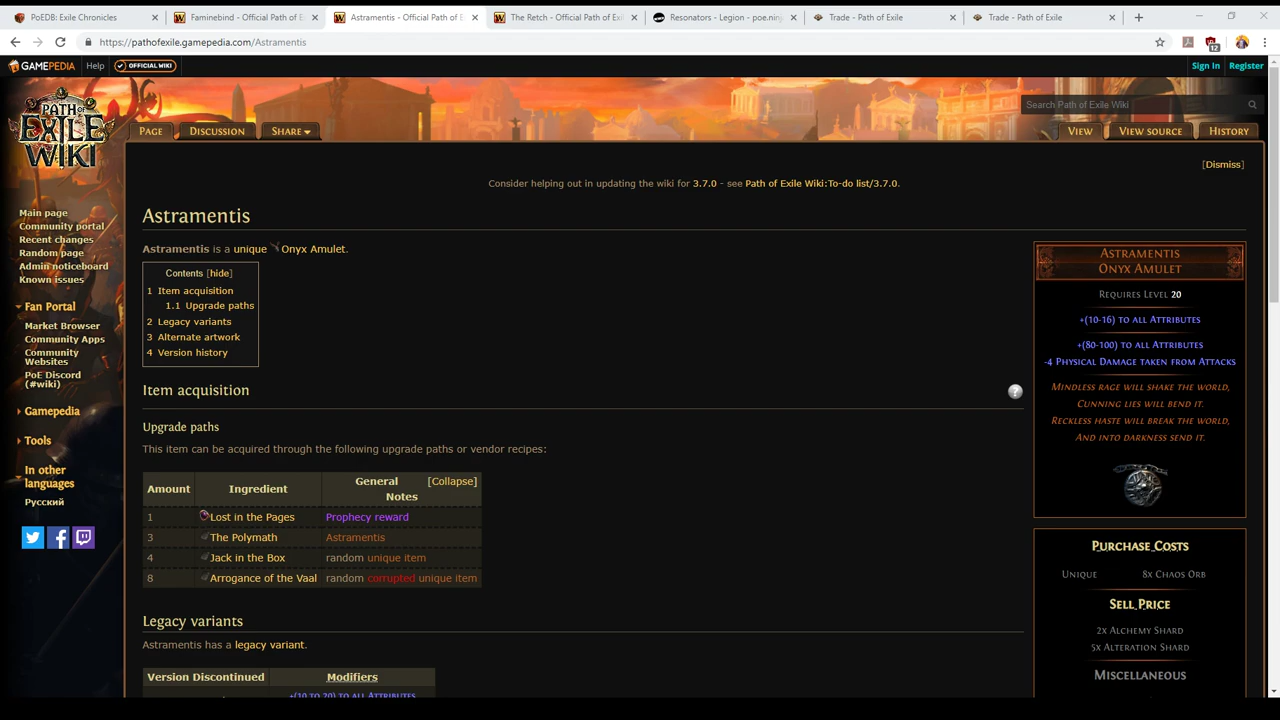 PoEDB: Exile Chronicles
Faminebind - Official Path of E
Astramentis - Official Path of E
The Retch - Official Path of Exil
Resonators - Legion - poe.ninj
Trade - Path of Exile
Trade - Path of Exile
https://pathofexile.gamepedia.com/Astramentis
12
GAMEPEDIA Help OFFICIAL WIKI Sign In Register
PATH OF EXILE WIKI
Search Path of Exile Wiki
PAGE DISCUSSION SHARE VIEW VIEW SOURCE HISTORY
[Dismiss]
Consider helping out in updating the wiki for 3.7.0 - see Path of Exile Wiki:To-do list/3.7.0.
Main page
Community portal
Recent changes
Random page
Admin noticeboard
Known issues
Fan Portal
Market Browser
Community Apps
Community
Websites
PoE Discord
(#wiki)
Gamepedia
Tools
In other
languages
Русский
Astramentis
Astramentis is a unique Onyx Amulet.
Contents [hide]
1 Item acquisition
1.1 Upgrade paths
2 Legacy variants
3 Alternate artwork
4 Version history
Item acquisition
?
Upgrade paths
This item can be acquired through the following upgrade paths or vendor recipes:
Amount Ingredient General Notes [Collapse]
1 Lost in the Pages Prophecy reward
3 The Polymath Astramentis
4 Jack in the Box random unique item
8 Arrogance of the Vaal random corrupted unique item
Legacy variants
Astramentis has a legacy variant.
Version Discontinued Modifiers
+(10 TO 20) TO ALL ATTRIBUTES
ASTRAMENTIS
ONYX AMULET
REQUIRES LEVEL 20
+(10-16) TO ALL ATTRIBUTES
+(80-100) TO ALL ATTRIBUTES
-4 PHYSICAL DAMAGE TAKEN FROM ATTACKS
MINDLESS RAGE WILL SHAKE THE WORLD,
CUNNING LIES WILL BEND IT.
RECKLESS HASTE WILL BREAK THE WORLD,
AND INTO DARKNESS SEND IT.
PURCHASE COSTS
UNIQUE 8X CHAOS ORB
SELL PRICE
2X ALCHEMY SHARD
5X ALTERATION SHARD
MISCELLANEOUS